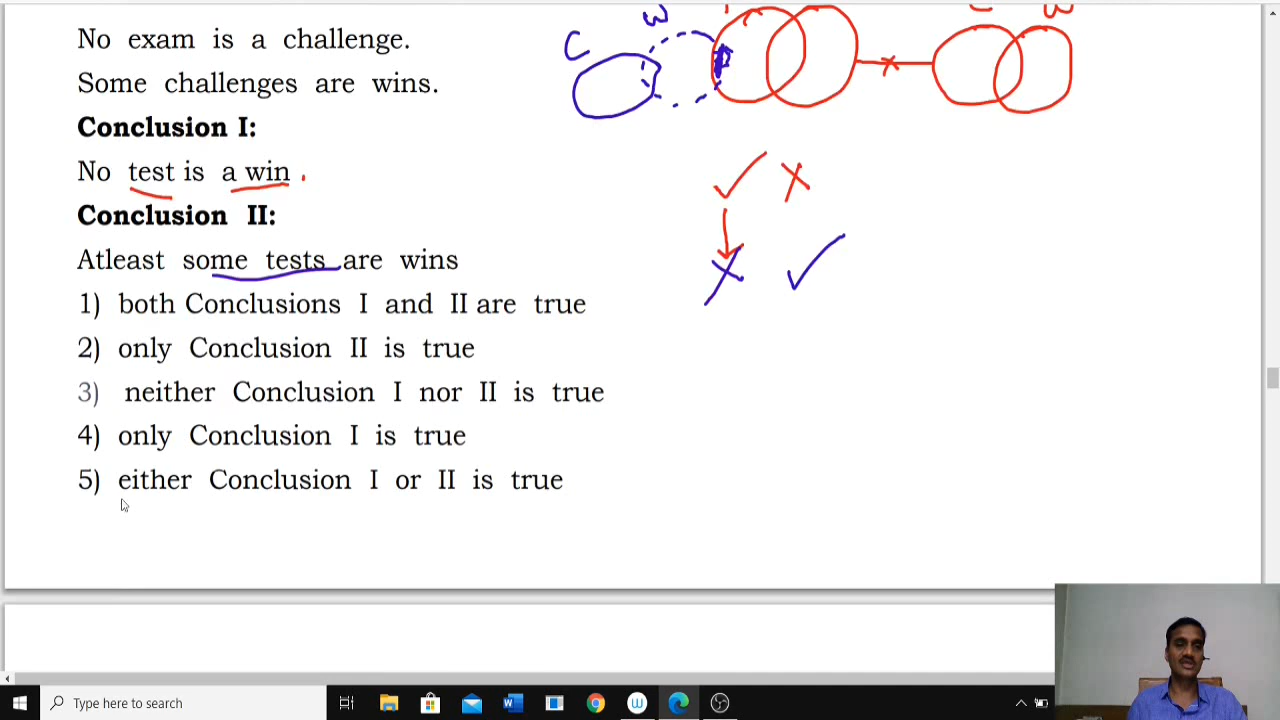 No exam is a challenge.
Some challenges are wins.
Conclusion I:
No test is a win .
Conclusion II:
Atleast some tests are wins
1) both Conclusions I and II are true
2) only Conclusion II is true
3) neither Conclusion I nor II is true
4) only Conclusion I is true
5) either Conclusion I or II is true
C
W
W
Type here to search